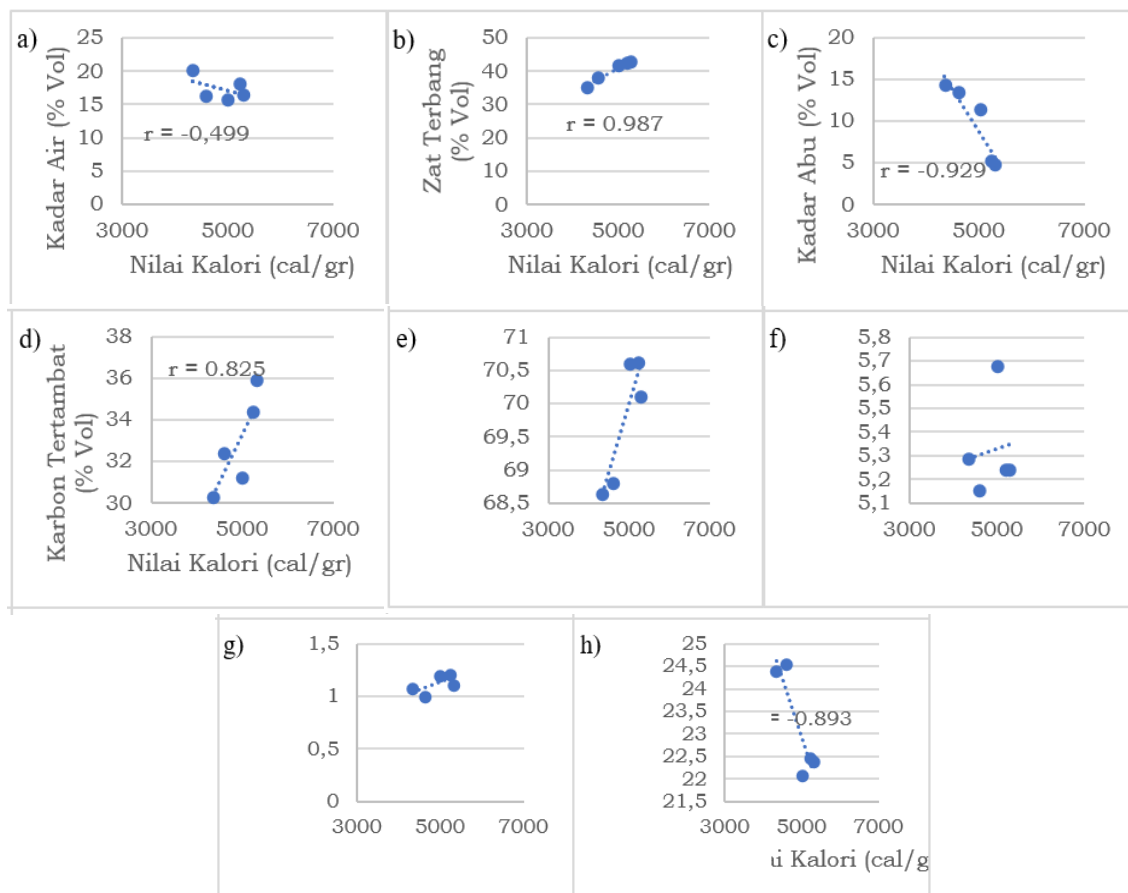 a)
25
20
15
10
5
0
Kadar Air (% Vol)
r = -0,499
3000 5000 7000
Nilai Kalori (cal/gr)
b)
50
40
30
20
10
0
Zat Terbang
(% Vol)
r = 0.987
3000 5000 7000
Nilai Kalori (cal/gr)
c)
20
15
10
5
0
Kadar Abu (% Vol)
r = -0.929
3000 5000 7000
Nilai Kalori (cal/gr)
d)
38
36
34
32
30
Karbon Tertambat
(% Vol)
r = 0.825
3000 5000 7000
Nilai Kalori (cal/gr)
e)
71
70,5
70
69,5
69
68,5
3000 5000 7000
f)
5,8
5,7
5,6
5,5
5,4
5,3
5,2
5,1
3000 5000 7000
g)
1,5
1
0,5
0
3000 5000 7000
h)
25
24,5
24
23,5
23
22,5
22
21,5
= -0.893
3000 5000 7000
ui Kalori (cal/g